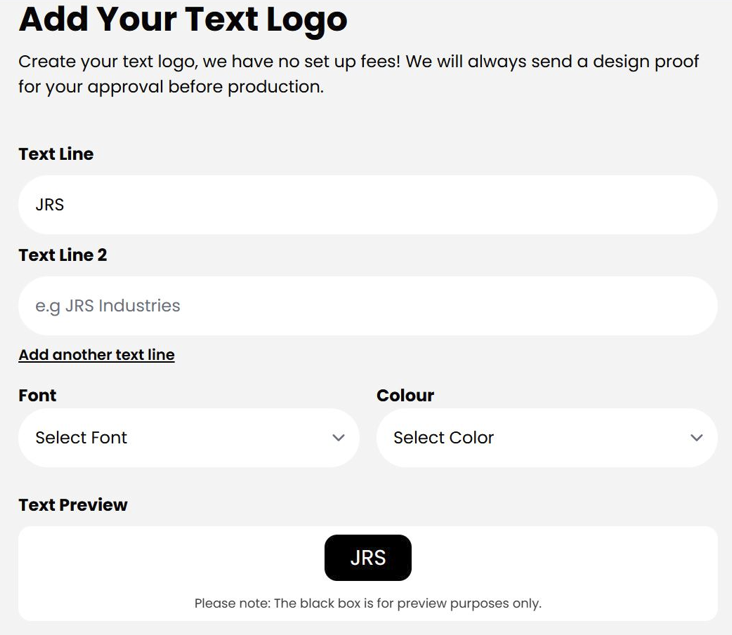 Add Your Text Logo
Create your text logo, we have no set up fees! We will always send a design proof
for your approval before production.
Text Line
JRS
Text Line 2
e.g JRS Industries
Add another text line
Font
Colour
Select Font
Select Color
Text Preview
JRS
Please note: The black box is for preview purposes only.